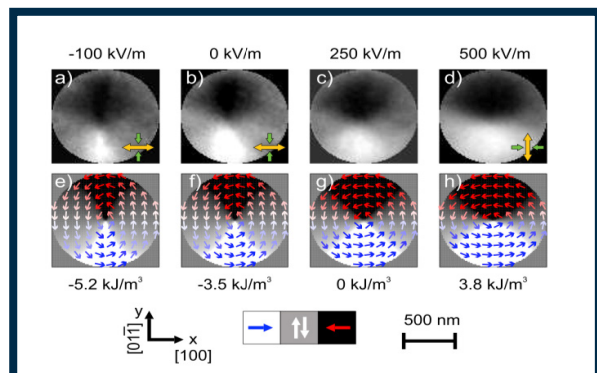 -100 kV/m 0 kV/m 250 kV/m 500 kV/m
a) b) c) d)
e) f) g) h)
-5.2 kJ/m³ -3.5 kJ/m³ 0 kJ/m³ 3.8 kJ/m³
y
[011̄]
x
[100]
500 nm